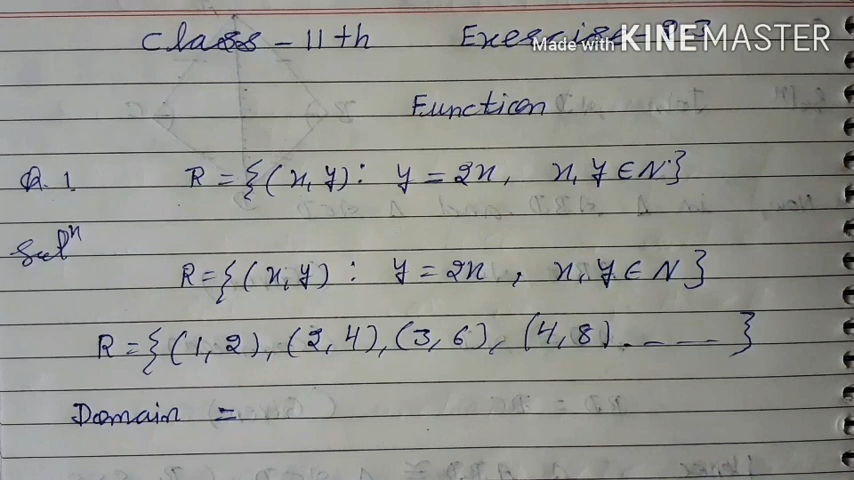 Class - 11th Exercise
Made with KINEMASTER
Function
Q. 1. R = {(x, y) : y = 2x, x, y ∈ N}
Solⁿ
R = {(x, y) : y = 2x , x, y ∈ N}
R = {(1, 2), (2, 4), (3, 6), (4, 8) - - - - }
Domain =